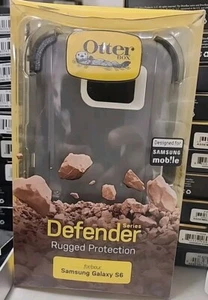 Otter
BOX
Designed for
SAMSUNG
mobile
Defender Series
Rugged Protection
Samsung Galaxy S6